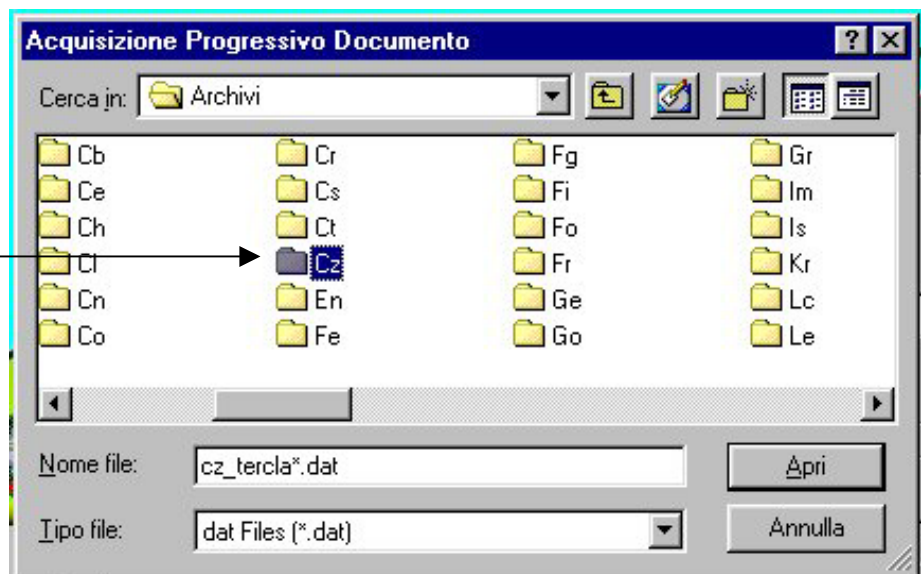 Acquisizione Progressivo Documento
Cerca in: Archivi
Cb Cr Fg Gr
Ce Cs Fi Im
Ch Ct Fo Is
Cl Cz Fr Kr
Cn En Ge Lc
Co Fe Go Le
Nome file: cz_tercla*.dat Apri
Tipo file: dat Files (*.dat) Annulla